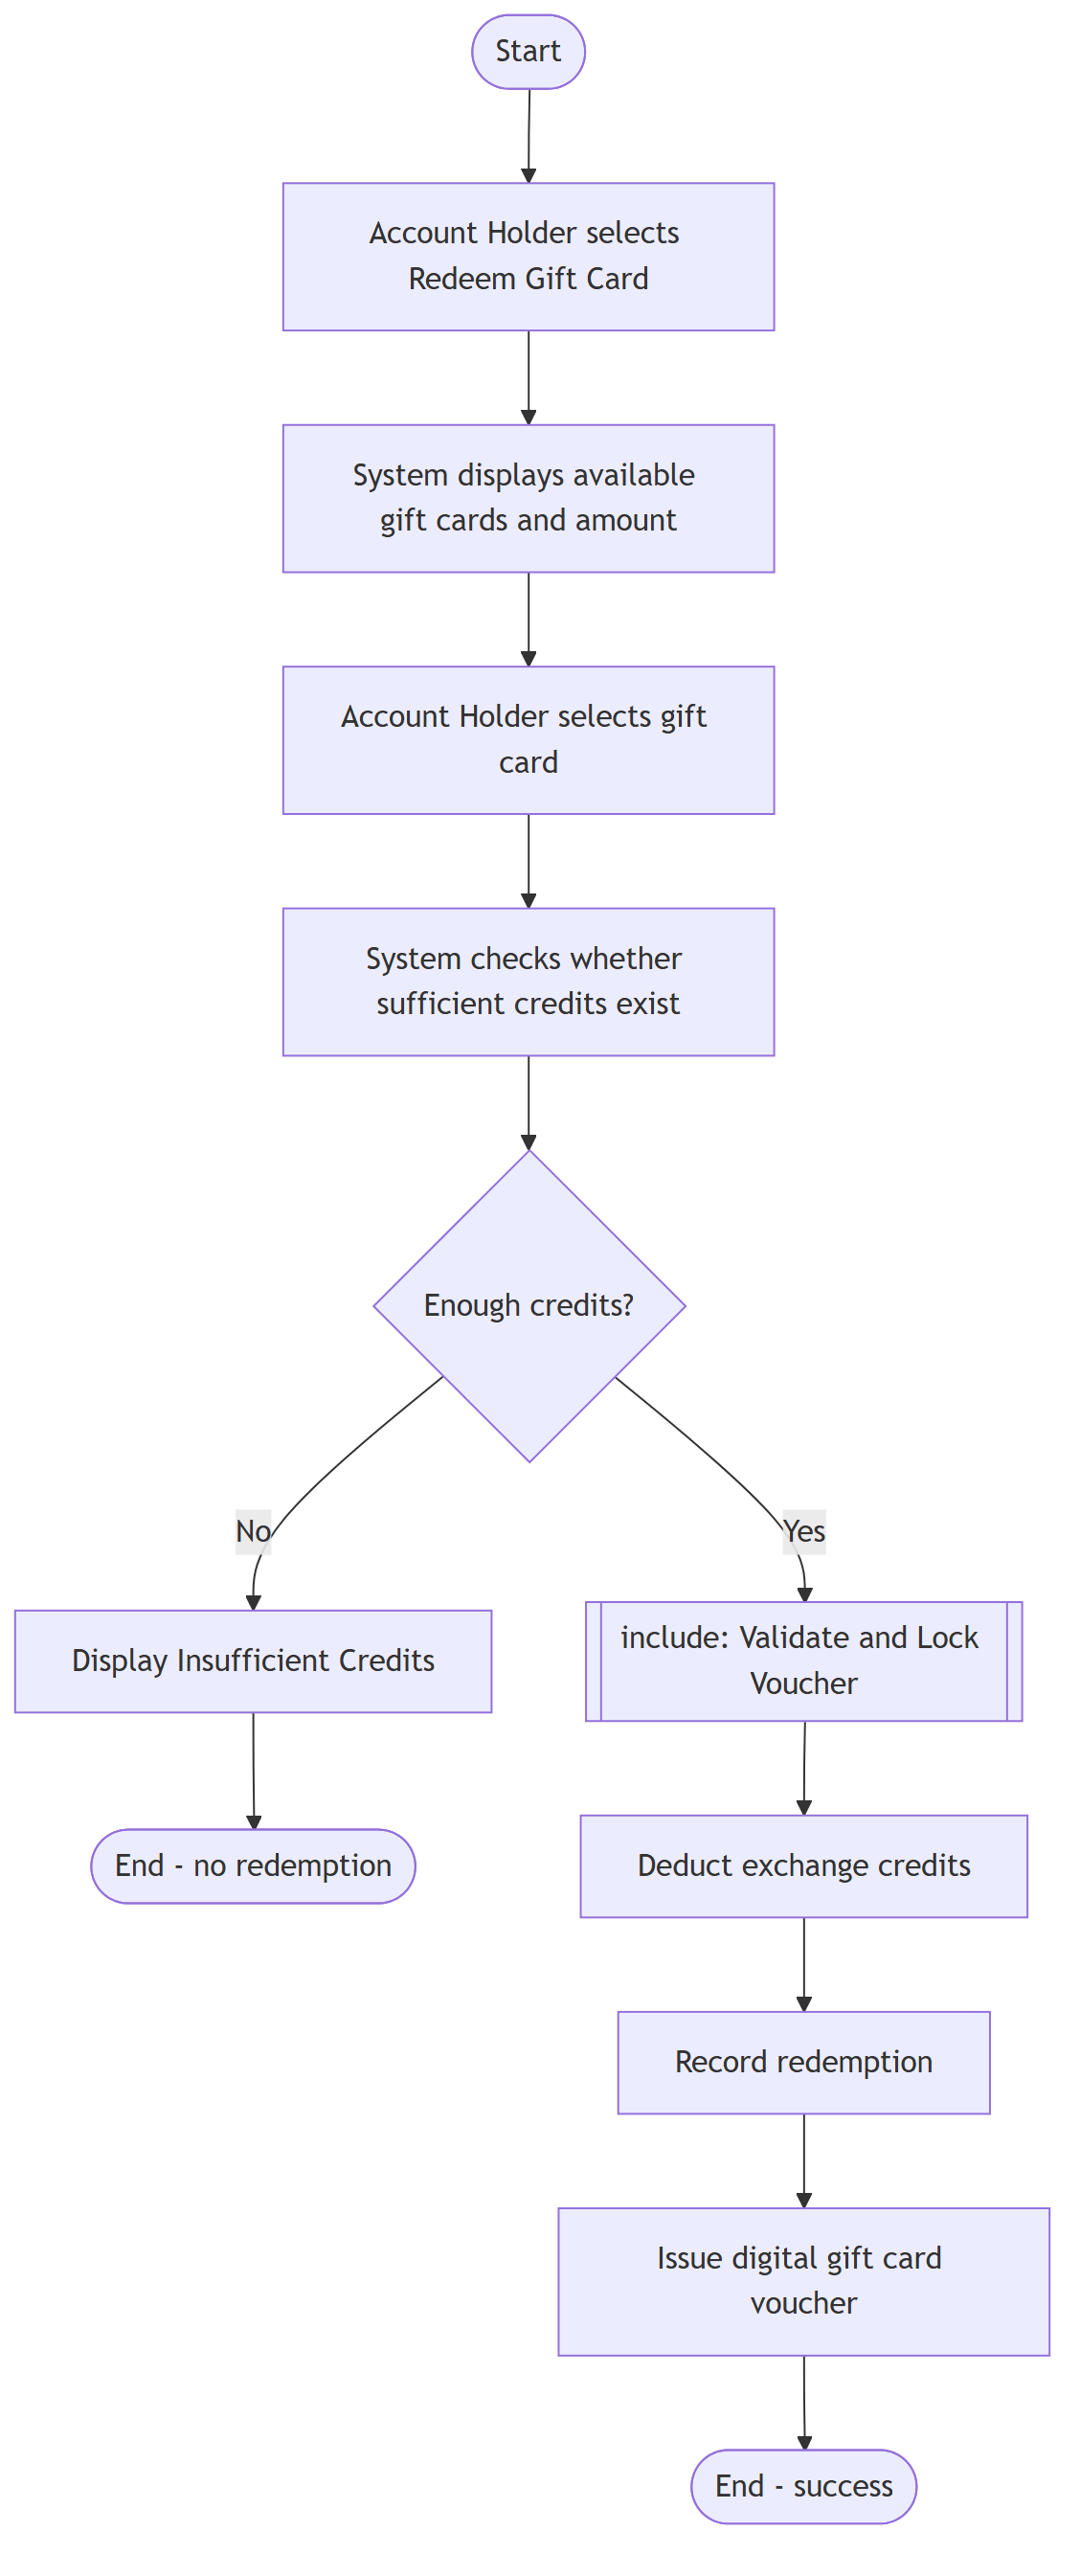 Start
Account Holder selects
Redeem Gift Card
System displays available
gift cards and amount
Account Holder selects gift
card
System checks whether
sufficient credits exist
Enough credits?
No
Yes
Display Insufficient Credits
include: Validate and Lock
Voucher
End - no redemption
Deduct exchange credits
Record redemption
Issue digital gift card
voucher
End - success